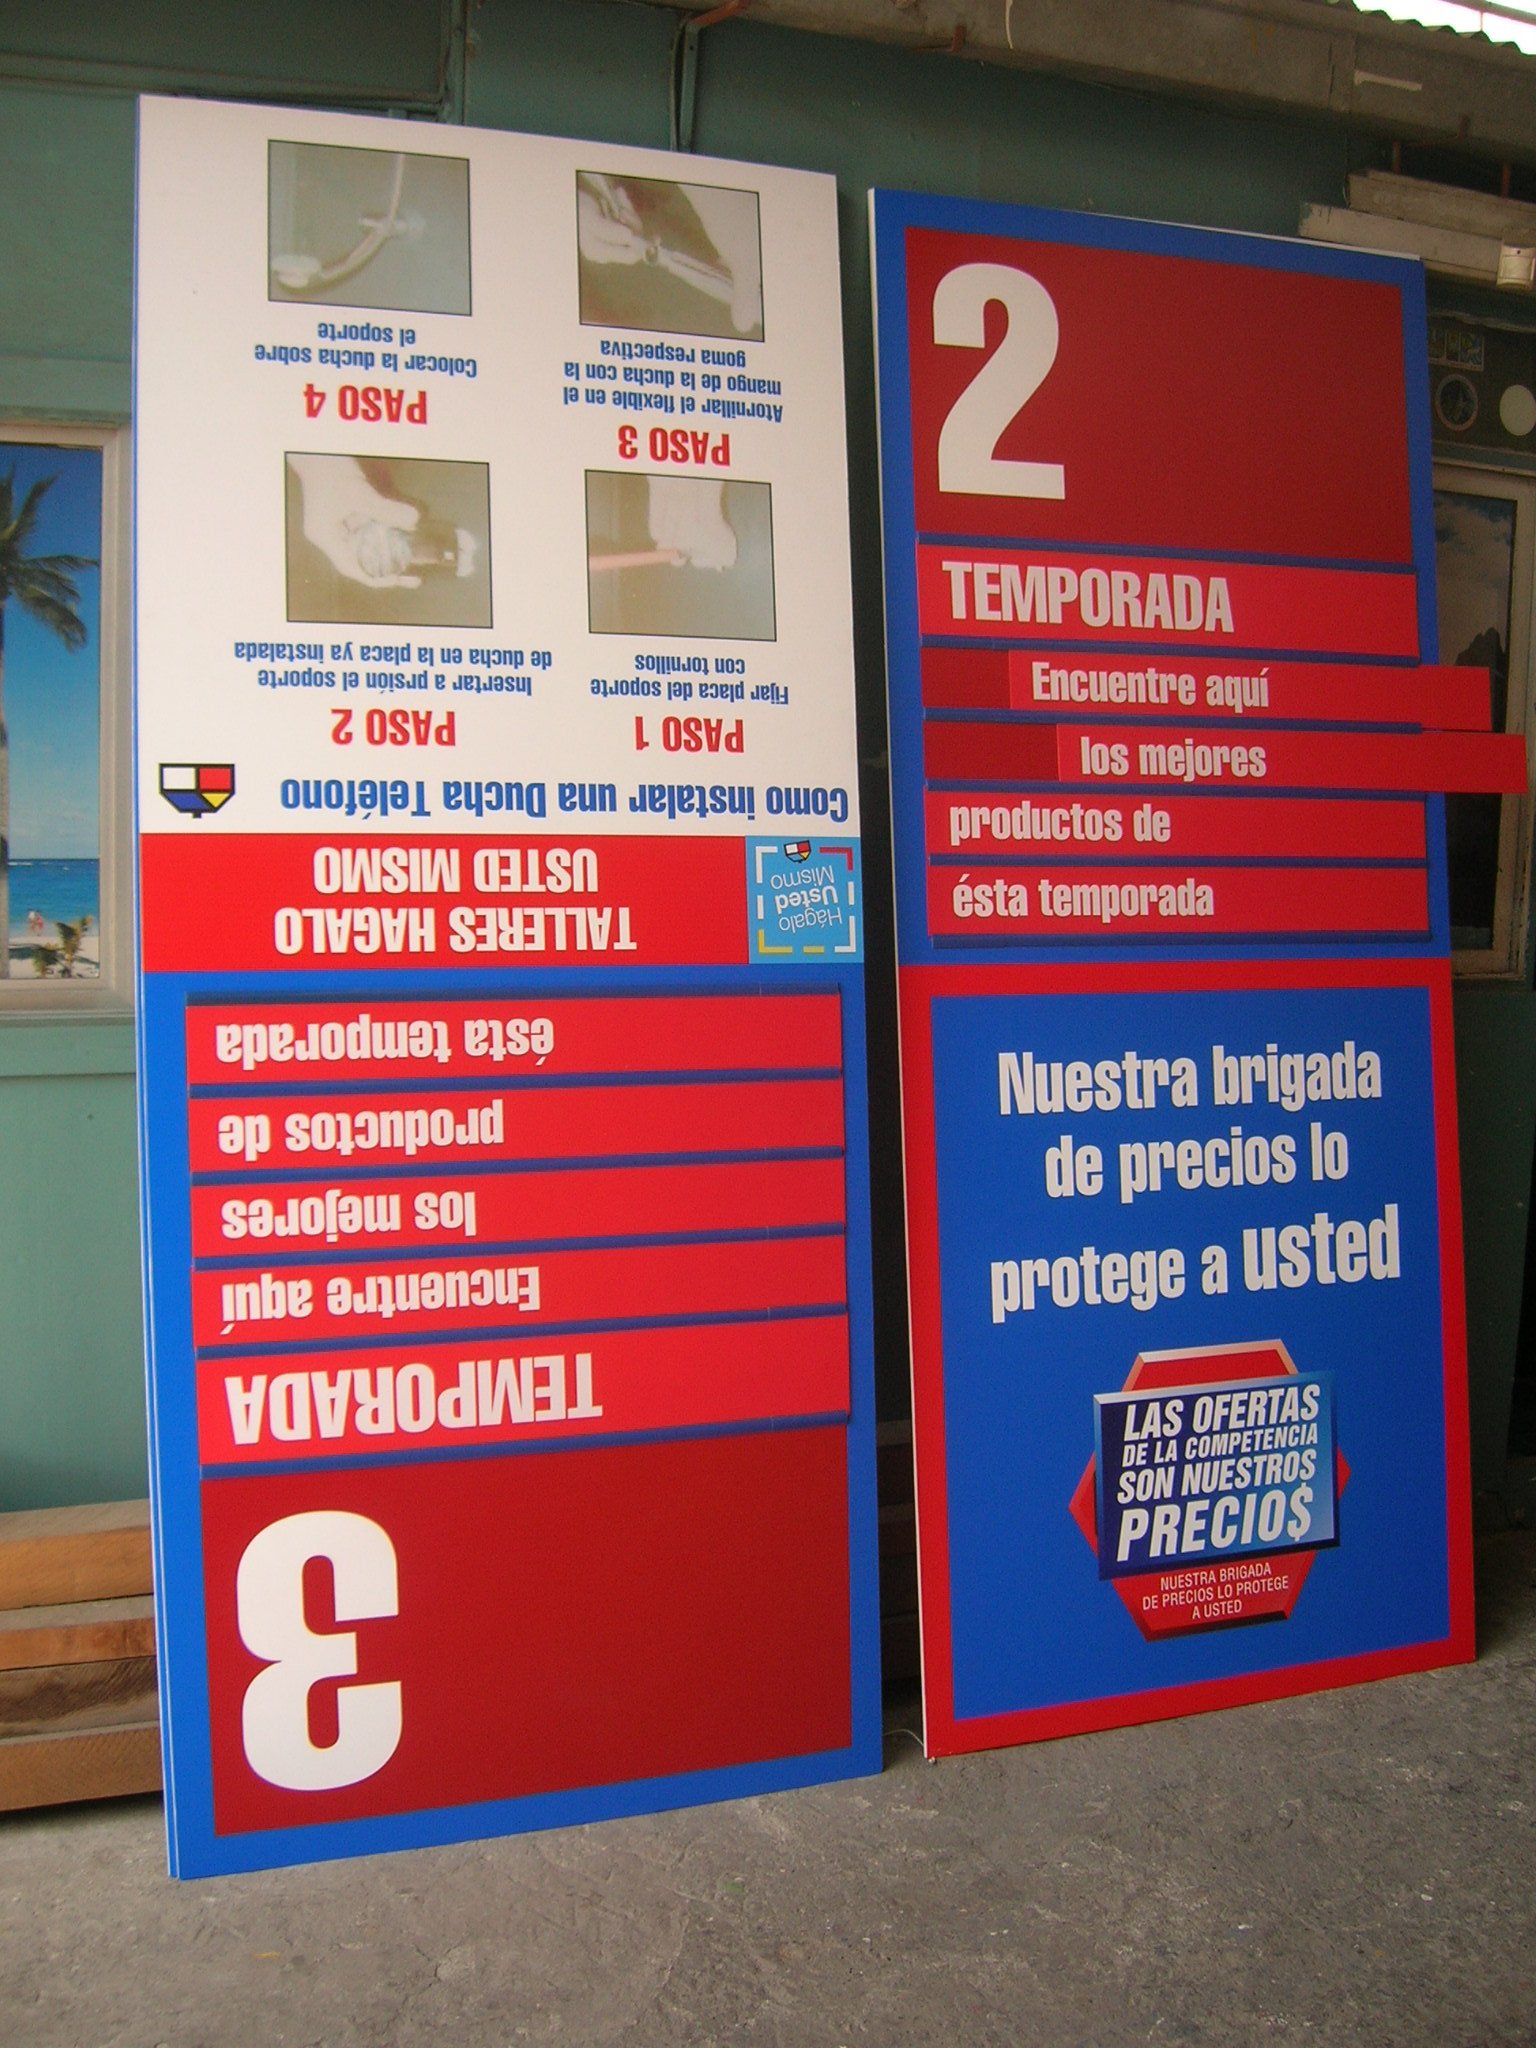 3
TEMPORADA
Encuentre aquí
los mejores
productos de
ésta temporada
Hágalo
Usted
Mismo
TALLERES HAGALO
USTED MISMO
Como instalar una Ducha Teléfono
PASO 1
Fijar placa del soporte
con tornillos
PASO 2
Insertar a prsión el soporte
de ducha en la placa ya instalada
PASO 3
Atornillar el flexible en el
mango de la ducha con la
goma respectiva
PASO 4
Colocar la ducha sobre
el soporte
2
TEMPORADA
Encuentre aquí
los mejores
productos de
ésta temporada
Nuestra brigada
de precios lo
protege a usted
LAS OFERTAS
DE LA COMPETENCIA
SON NUESTROS
PRECIO$
NUESTRA BRIGADA
DE PRECIOS LO PROTEGE
A USTED